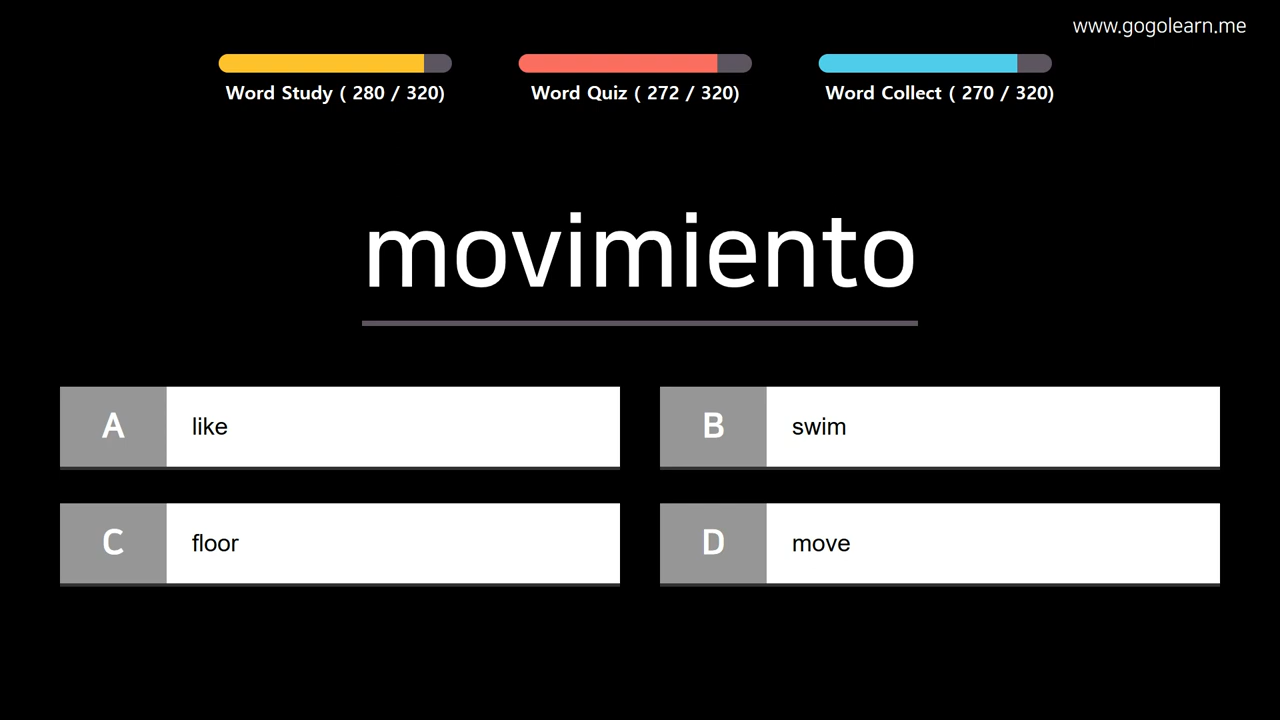 www.gogolearn.me
Word Study ( 280 / 320)
Word Quiz ( 272 / 320)
Word Collect ( 270 / 320)
movimiento
A like
B swim
C floor
D move